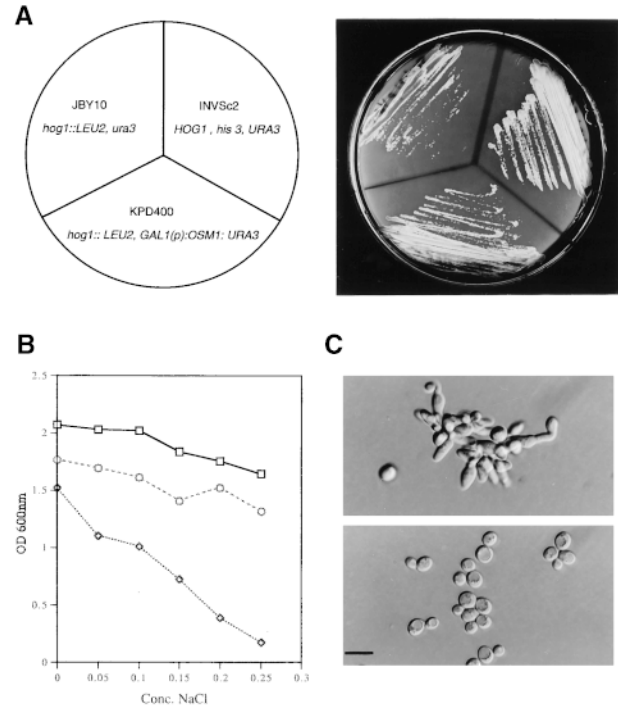 A
JBY10
hog1::LEU2, ura3
INVSc2
HOG1 , his 3, URA3
KPD400
hog1:: LEU2, GAL1(p):OSM1: URA3
B
2.5
2
1.5
1
0.5
0
OD 600nm
0 0.05 0.1 0.15 0.2 0.25 0.3
Conc. NaCl
C